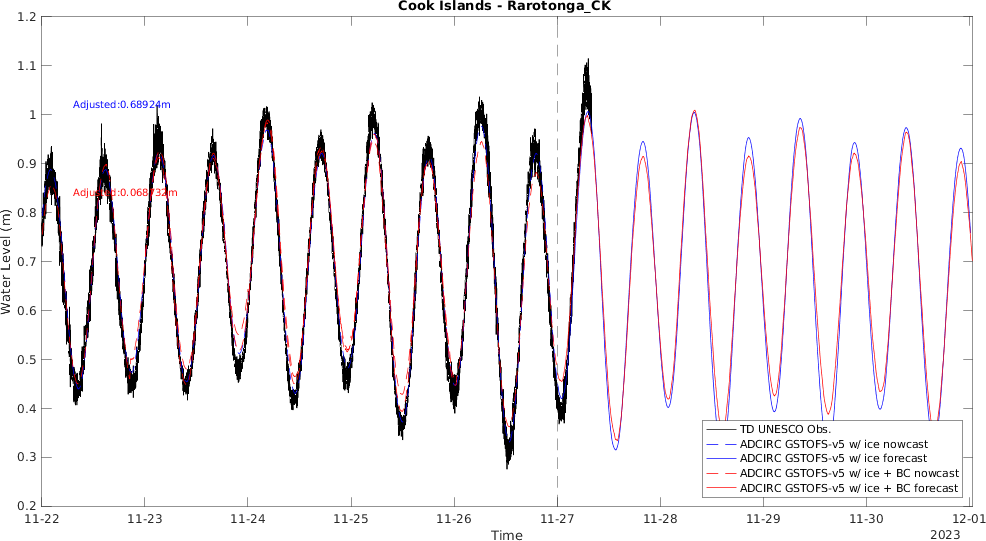 Cook Islands - Rarotonga_CK
1.2
1.1
1
0.9
0.8
0.7
0.6
0.5
0.4
0.3
0.2
Water Level (m)
Adjusted:0.68924m
Adjusted:0.068732m
TD UNESCO Obs.
ADCIRC GSTOFS-v5 w/ ice nowcast
ADCIRC GSTOFS-v5 w/ ice forecast
ADCIRC GSTOFS-v5 w/ ice + BC nowcast
ADCIRC GSTOFS-v5 w/ ice + BC forecast
11-22 11-23 11-24 11-25 11-26 11-27 11-28 11-29 11-30 12-01
Time
2023